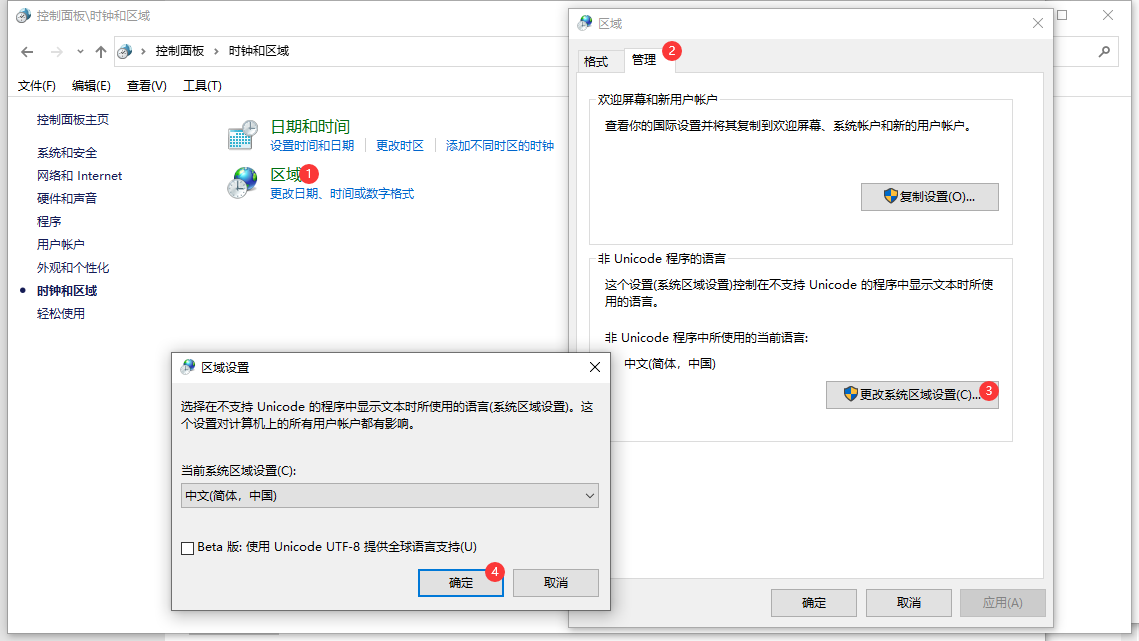 控制面板\时钟和区域
控制面板 › 时钟和区域
文件(F) 编辑(E) 查看(V) 工具(T)
控制面板主页
系统和安全
网络和 Internet
硬件和声音
程序
用户帐户
外观和个性化
时钟和区域
轻松使用
日期和时间
设置时间和日期 更改时区 添加不同时区的时钟
区域 1
更改日期、时间或数字格式
区域
格式 管理 2
欢迎屏幕和新用户帐户
查看你的国际设置并将其复制到欢迎屏幕、系统帐户和新的用户帐户。
复制设置(O)...
非 Unicode 程序的语言
这个设置(系统区域设置)控制在不支持 Unicode 的程序中显示文本时所使
用的语言。
非 Unicode 程序中所使用的当前语言:
中文(简体，中国)
更改系统区域设置(C)... 3
确定 取消 应用(A)
区域设置
选择在不支持 Unicode 的程序中显示文本时所使用的语言(系统区域设置)。这
个设置对计算机上的所有用户帐户都有影响。
当前系统区域设置(C):
中文(简体，中国)
Beta 版: 使用 Unicode UTF-8 提供全球语言支持(U)
确定 4 取消